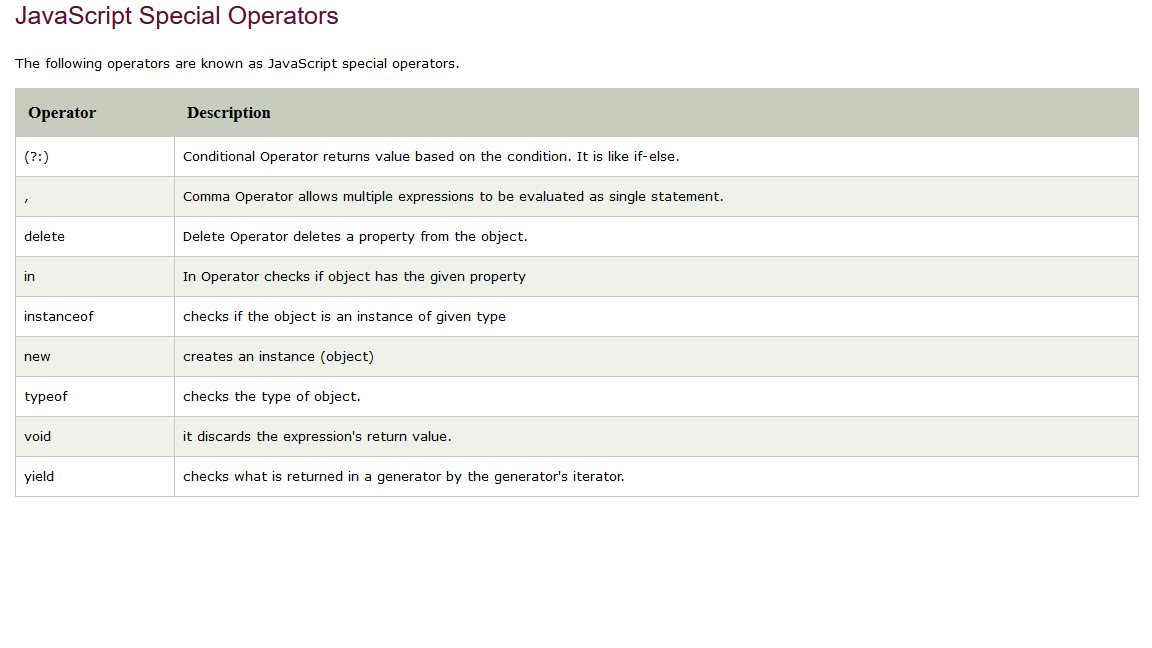 JavaScript Special Operators
The following operators are known as JavaScript special operators.
Operator Description
(?:) Conditional Operator returns value based on the condition. It is like if-else.
, Comma Operator allows multiple expressions to be evaluated as single statement.
delete Delete Operator deletes a property from the object.
in In Operator checks if object has the given property
instanceof checks if the object is an instance of given type
new creates an instance (object)
typeof checks the type of object.
void it discards the expression's return value.
yield checks what is returned in a generator by the generator's iterator.